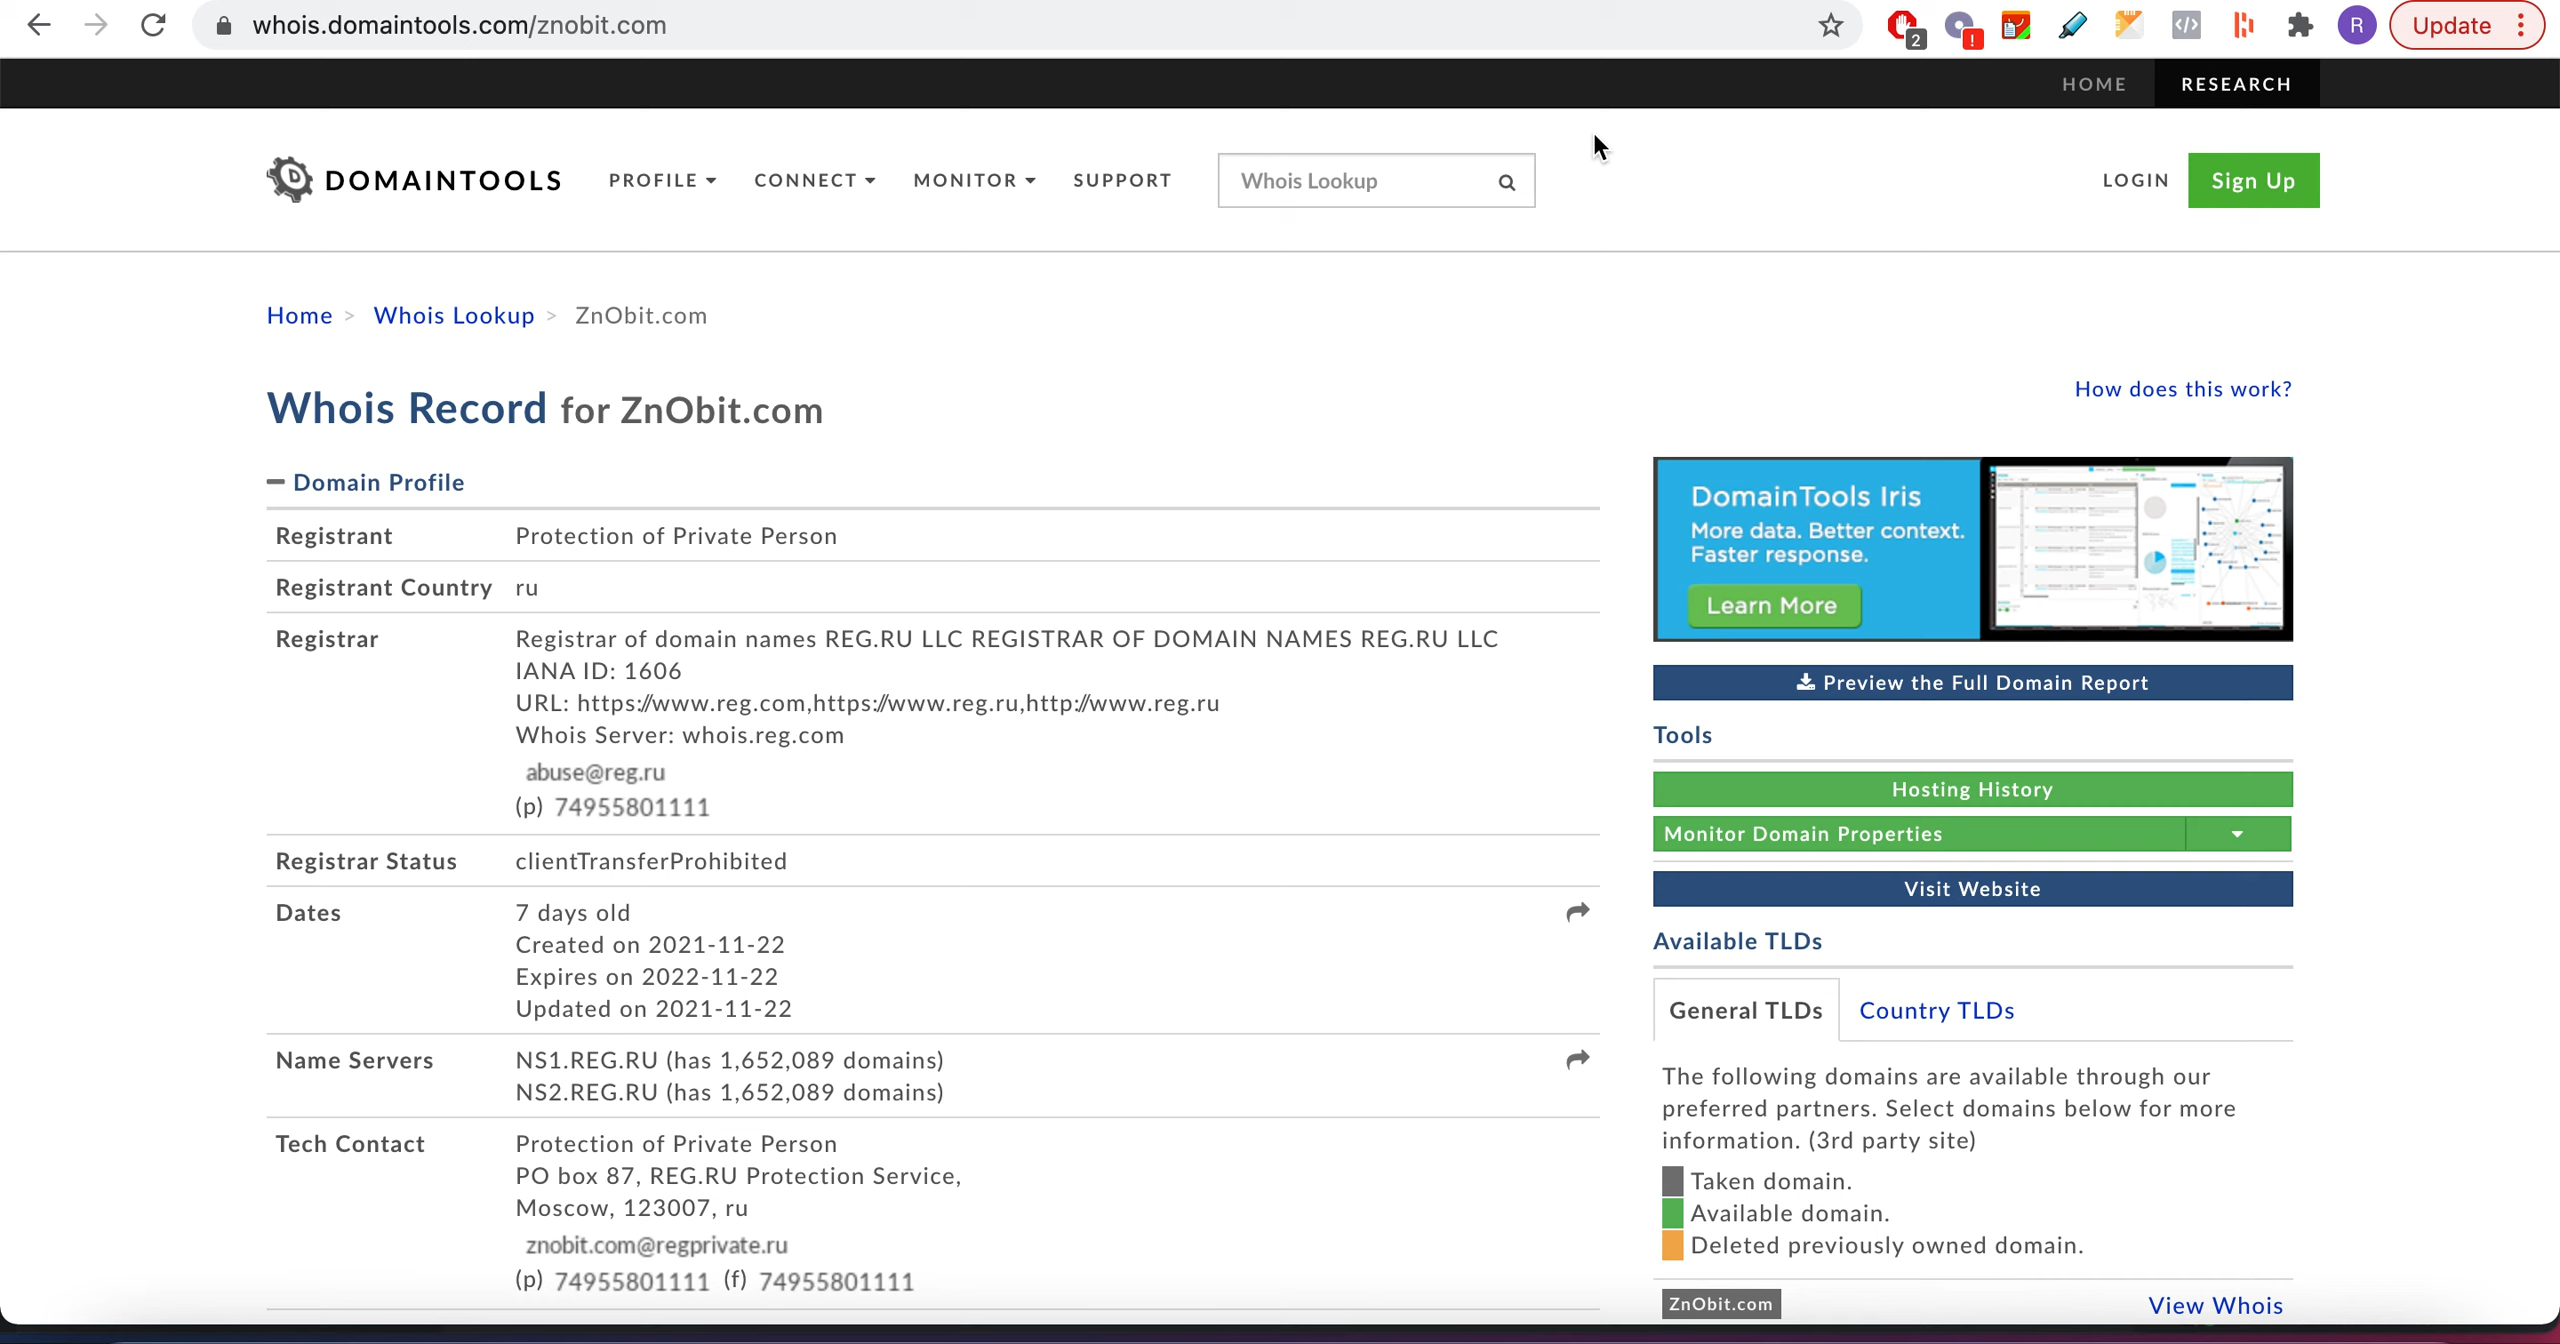 whois.domaintools.com/znobit.com
2
!
R
Update
HOME
RESEARCH
DOMAINTOOLS
PROFILE
CONNECT
MONITOR
SUPPORT
Whois Lookup
LOGIN
Sign Up
Home > Whois Lookup > ZnObit.com
How does this work?
Whois Record for ZnObit.com
Domain Profile
Registrant Protection of Private Person
Registrant Country ru
Registrar Registrar of domain names REG.RU LLC REGISTRAR OF DOMAIN NAMES REG.RU LLC
IANA ID: 1606
URL: https://www.reg.com,https://www.reg.ru,http://www.reg.ru
Whois Server: whois.reg.com
abuse@reg.ru
(p) 74955801111
Registrar Status clientTransferProhibited
Dates 7 days old
Created on 2021-11-22
Expires on 2022-11-22
Updated on 2021-11-22
Name Servers NS1.REG.RU (has 1,652,089 domains)
NS2.REG.RU (has 1,652,089 domains)
Tech Contact Protection of Private Person
PO box 87, REG.RU Protection Service,
Moscow, 123007, ru
znobit.com@regprivate.ru
(p) 74955801111 (f) 74955801111
DomainTools Iris
More data. Better context.
Faster response.
Learn More
Preview the Full Domain Report
Tools
Hosting History
Monitor Domain Properties
Visit Website
Available TLDs
General TLDs
Country TLDs
The following domains are available through our
preferred partners. Select domains below for more
information. (3rd party site)
Taken domain.
Available domain.
Deleted previously owned domain.
ZnObit.com
View Whois